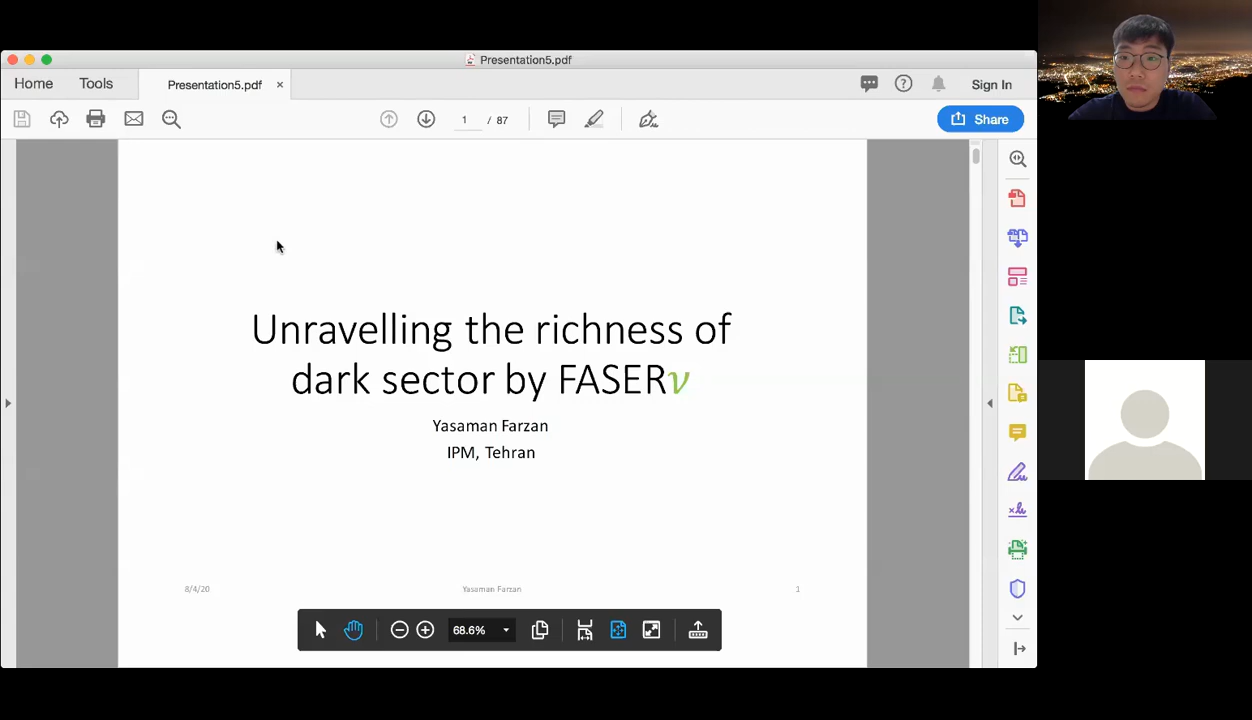 Presentation5.pdf
Home Tools Presentation5.pdf × Sign In
1 / 87 Share
Unravelling the richness of
dark sector by FASERν
Yasaman Farzan
IPM, Tehran
8/4/20 Yasaman Farzan 1
68.6%